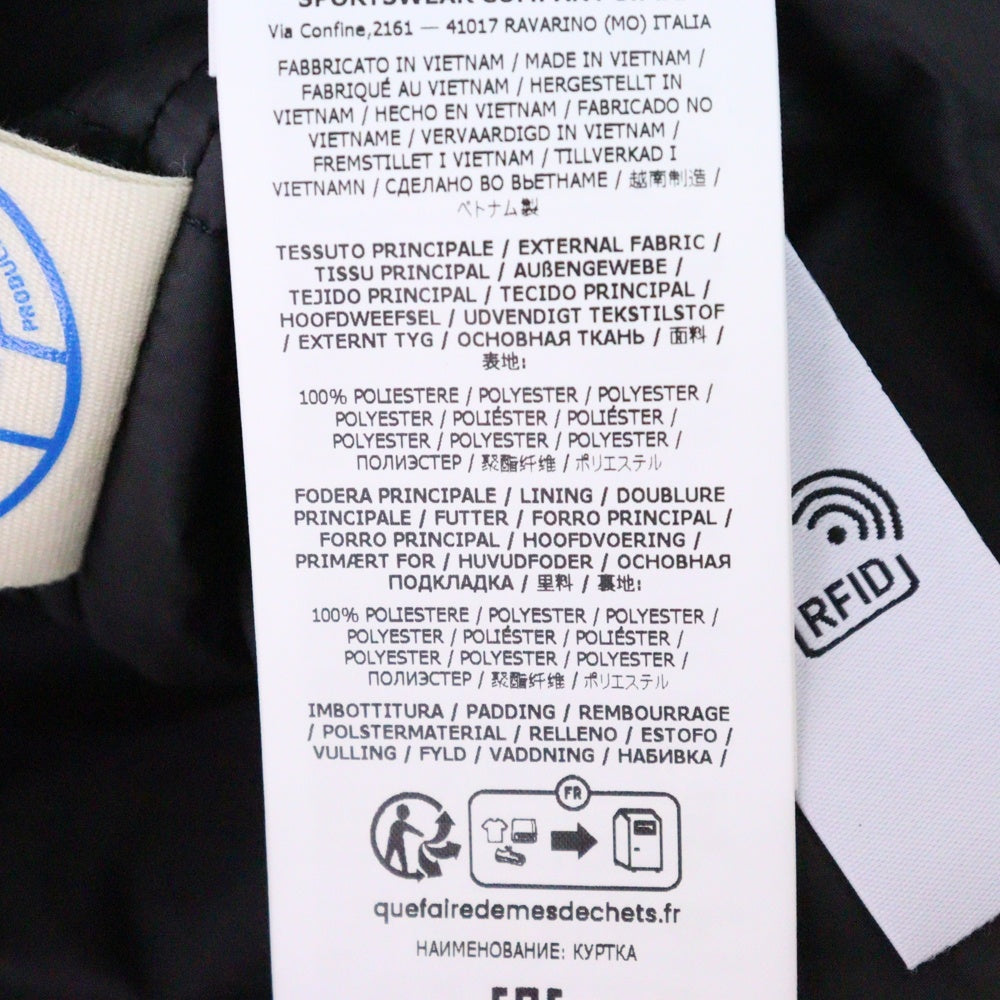 Via Confine,2161 — 41017 RAVARINO (MO) ITALIA
FABBRICATO IN VIETNAM / MADE IN VIETNAM /
FABRIQUÉ AU VIETNAM / HERGESTELLT IN
VIETNAM / HECHO EN VIETNAM / FABRICADO NO
VIETNAME / VERVAARDIGD IN VIETNAM /
FREMSTILLET I VIETNAM / TILLVERKAD I
VIETNAMN / СДЕЛАНО ВО ВЬЕТНАМЕ / 越南制造 /
ベトナム製
TESSUTO PRINCIPALE / EXTERNAL FABRIC /
TISSU PRINCIPAL / AUßENGEWEBE /
TEJIDO PRINCIPAL / TECIDO PRINCIPAL /
HOOFDWEEFSEL / UDVENDIGT TEKSTILSTOF
/ EXTERNT TYG / ОСНОВНАЯ ТКАНЬ / 面料 /
表地:
100% POLIESTERE / POLYESTER / POLYESTER /
POLYESTER / POLIÉSTER / POLIÉSTER /
POLYESTER / POLYESTER / POLYESTER /
ПОЛИЭСТЕР / 聚酯纤维 / ポリエステル
FODERA PRINCIPALE / LINING / DOUBLURE
PRINCIPALE / FUTTER / FORRO PRINCIPAL /
FORRO PRINCIPAL / HOOFDVOERING /
PRIMÆRT FOR / HUVUDFODER / ОСНОВНАЯ
ПОДКЛАДКА / 里料 / 裏地:
100% POLIESTERE / POLYESTER / POLYESTER /
POLYESTER / POLIÉSTER / POLIÉSTER /
POLYESTER / POLYESTER / POLYESTER /
ПОЛИЭСТЕР / 聚酯纤维 / ポリエステル
IMBOTTITURA / PADDING / REMBOURRAGE
/ POLSTERMATERIAL / RELLENO / ESTOFO /
VULLING / FYLD / VADDNING / НАБИВКА /
FR
quefairedemesdechets.fr
НАИМЕНОВАНИЕ: КУРТКА
RFID